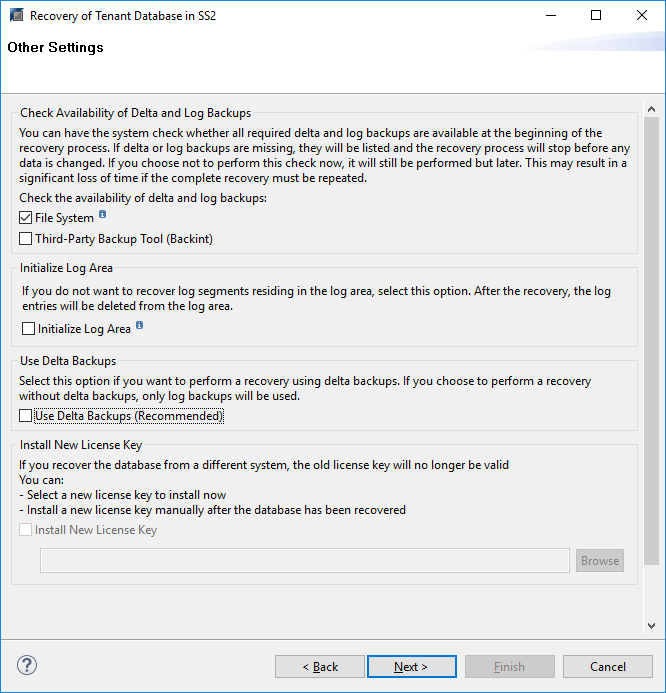 Recovery of Tenant Database in SS2
Other Settings
Check Availability of Delta and Log Backups
You can have the system check whether all required delta and log backups are available at the beginning of the
recovery process. If delta or log backups are missing, they will be listed and the recovery process will stop before any
data is changed. If you choose not to perform this check now, it will still be performed but later. This may result in a
significant loss of time if the complete recovery must be repeated.
Check the availability of delta and log backups:
File System
Third-Party Backup Tool (Backint)
Initialize Log Area
If you do not want to recover log segments residing in the log area, select this option. After the recovery, the log
entries will be deleted from the log area.
Initialize Log Area
Use Delta Backups
Select this option if you want to perform a recovery using delta backups. If you choose to perform a recovery
without delta backups, only log backups will be used.
Use Delta Backups (Recommended)
Install New License Key
If you recover the database from a different system, the old license key will no longer be valid
You can:
- Select a new license key to install now
- Install a new license key manually after the database has been recovered
Install New License Key
Browse
? < Back Next > Finish Cancel